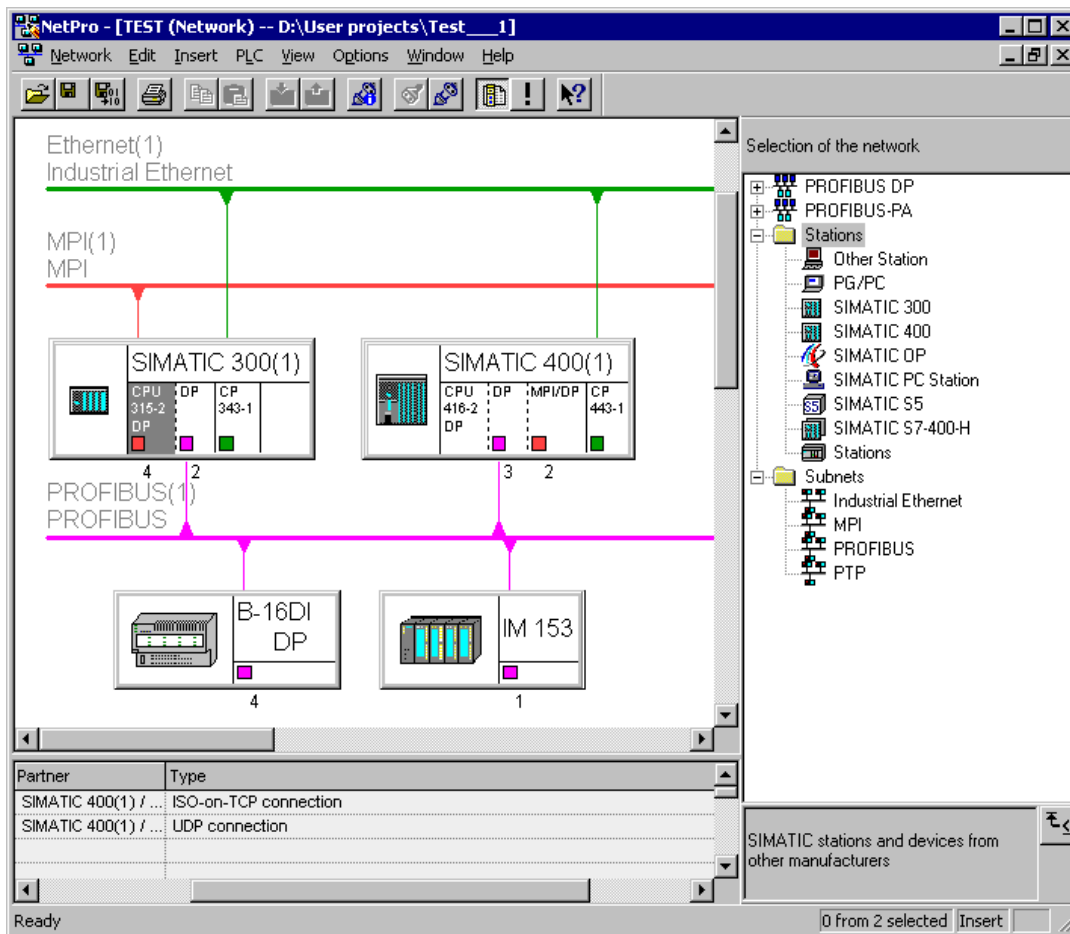 NetPro - [TEST (Network) -- D:\User projects\Test___1]
Network Edit Insert PLC View Options Window Help
Ethernet(1)
Industrial Ethernet
MPI(1)
MPI
SIMATIC 300(1)
CPU 315-2 DP
DP
CP 343-1
4
2
SIMATIC 400(1)
CPU 416-2 DP
DP
MPI/DP
CP 443-1
3
2
PROFIBUS(1)
PROFIBUS
B-16DI
DP
4
IM 153
1
Selection of the network
PROFIBUS DP
PROFIBUS-PA
Stations
Other Station
PG/PC
SIMATIC 300
SIMATIC 400
SIMATIC OP
SIMATIC PC Station
SIMATIC S5
SIMATIC S7-400-H
Stations
Subnets
Industrial Ethernet
MPI
PROFIBUS
PTP
Partner Type
SIMATIC 400(1) / ... ISO-on-TCP connection
SIMATIC 400(1) / ... UDP connection
SIMATIC stations and devices from
other manufacturers
Ready 0 from 2 selected Insert